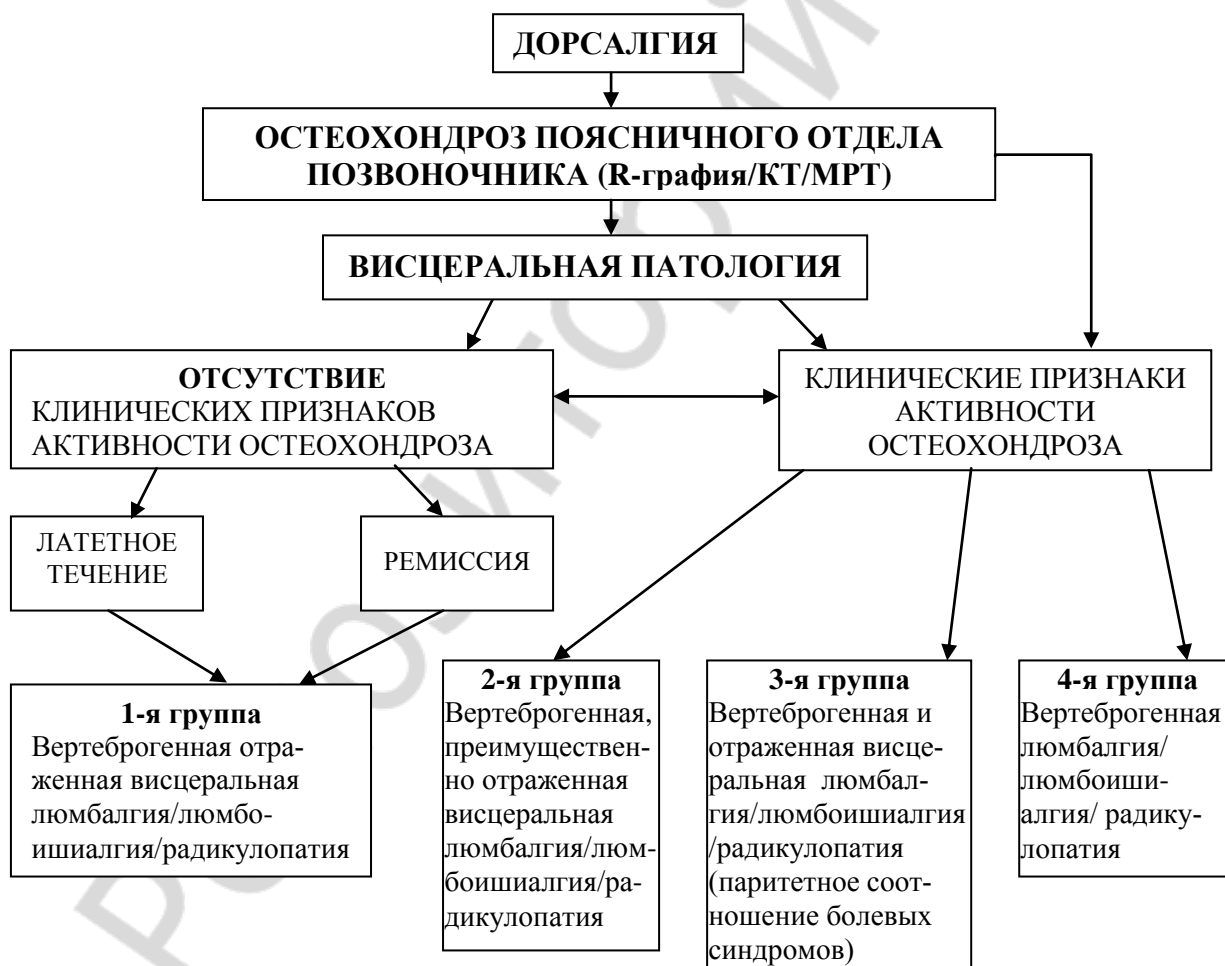 ДОРСАЛГИЯ
ОСТЕОХОНДРОЗ ПОЯСНИЧНОГО ОТДЕЛА
ПОЗВОНОЧНИКА (R-графия/КТ/МРТ)
ВИСЦЕРАЛЬНАЯ ПАТОЛОГИЯ
ОТСУТСТВИЕ
КЛИНИЧЕСКИХ ПРИЗНАКОВ
АКТИВНОСТИ ОСТЕОХОНДРОЗА
КЛИНИЧЕСКИЕ ПРИЗНАКИ
АКТИВНОСТИ
ОСТЕОХОНДРОЗА
ЛАТЕТНОЕ
ТЕЧЕНИЕ
РЕМИССИЯ
1-я группа
Вертеброгенная отра-
женная висцеральная
люмбалгия/люмбо-
ишиалгия/радикулопатия
2-я группа
Вертеброгенная,
преимуществен-
но отраженная
висцеральная
люмбалгия/люм-
боишиалгия/ра-
дикулопатия
3-я группа
Вертеброгенная и
отраженная висце-
ральная люмбал-
гия/люмбоишиалгия
/радикулопатия
(паритетное соот-
ношение болевых
синдромов)
4-я группа
Вертеброгенная
люмбалгия/
люмбоиши-
алгия/ радику-
лопатия